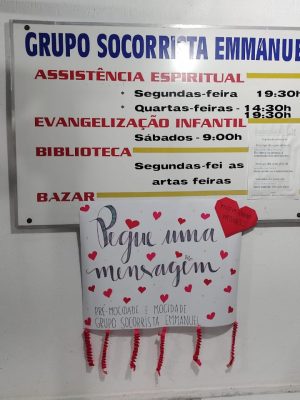 GRUPO SOCORRISTA EMMANUE
ASSISTÊNCIA ESPIRITUAL
• Segundas-feira 19:30h
• Quartas-feiras - 14:30h
19:30h
EVANGELIZAÇÃO INFANTIL
Sábados - 9:00h
BIBLIOTECA
Segundas-fei as
artas feiras
BAZAR
Pegue uma
mensagem
PRÉ-MOCIDADE E MOCIDADE
GRUPO SOCORRISTA EMMANUEL